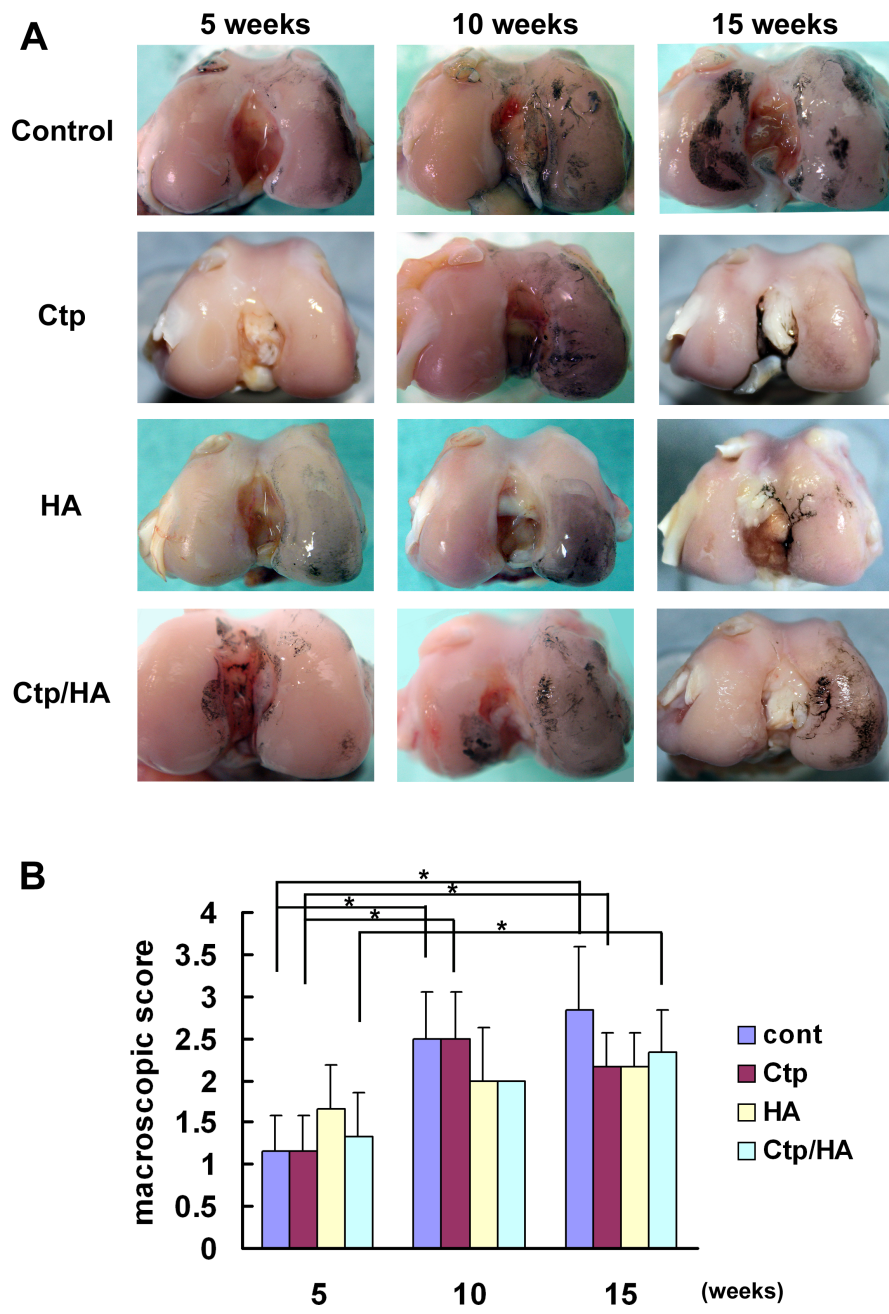 A
5 weeks 10 weeks 15 weeks
Control
Ctp
HA
Ctp/HA
B
macroscopic score
4
3.5
3
2.5
2
1.5
1
0.5
0
* * * * *
cont
Ctp
HA
Ctp/HA
5 10 15 (weeks)